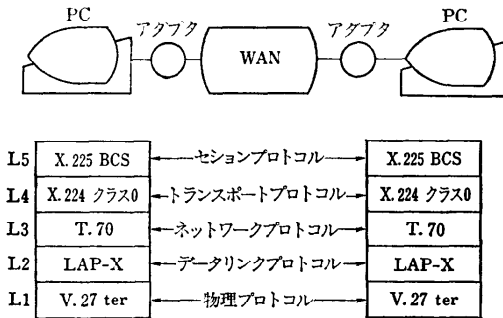 PC
アダプタ
WAN
アダプタ
PC
L5 X.225 BCS セションプロトコル X.225 BCS
L4 X.224 クラス0 トランスポートプロトコル X.224 クラス0
L3 T.70 ネットワークプロトコル T.70
L2 LAP-X データリンクプロトコル LAP-X
L1 V.27 ter 物理プロトコル V.27 ter